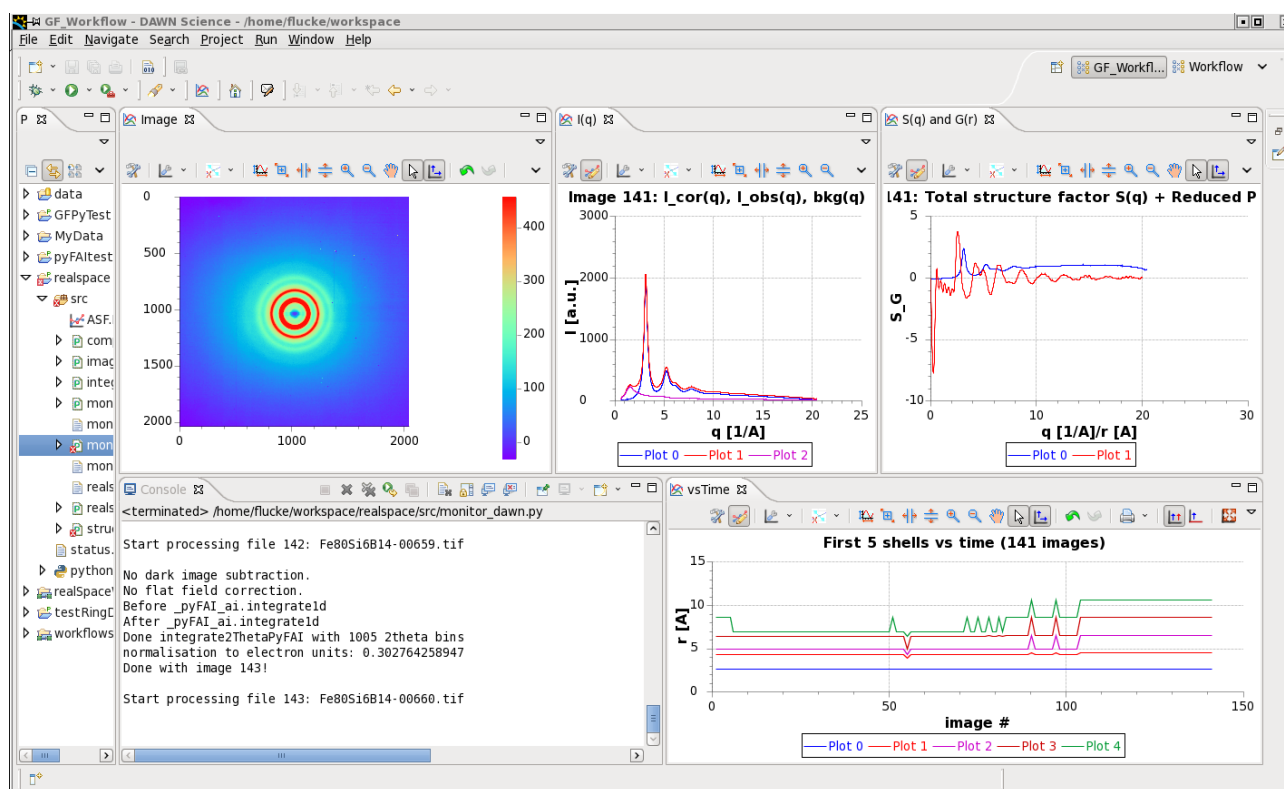 GF_Workflow - DAWN Science - /home/flucke/workspace
File Edit Navigate Search Project Run Window Help
GF_Workfl... Workflow
P
data
GFPyTest
MyData
pyFAItest
realspace
src
ASF.
com
imag
integ
mon
mon
mon
mon
reals
reals
stru
status.
python
realSpace
testRingD
workflows
Image
0
500
1000
1500
2000
0 1000 2000
400
300
200
100
0
I(q)
Image 141: I_cor(q), I_obs(q), bkg(q)
I [a.u.]
3000
2000
1000
0
0 5 10 15 20 25
q [1/A]
Plot 0 Plot 1 Plot 2
S(q) and G(r)
141: Total structure factor S(q) + Reduced P
S_G
5
0
-5
-10
0 10 20 30
q [1/A]/r [A]
Plot 0 Plot 1
Console
<terminated> /home/flucke/workspace/realspace/src/monitor_dawn.py
Start processing file 142: Fe80Si6B14-00659.tif
No dark image subtraction.
No flat field correction.
Before _pyFAI_ai.integrate1d
After _pyFAI_ai.integrate1d
Done integrate2ThetaPyFAI with 1005 2theta bins
normalisation to electron units: 0.302764258947
Done with image 143!
Start processing file 143: Fe80Si6B14-00660.tif
vsTime
First 5 shells vs time (141 images)
r [A]
15
10
5
0
0 50 100 150
image #
Plot 0 Plot 1 Plot 2 Plot 3 Plot 4